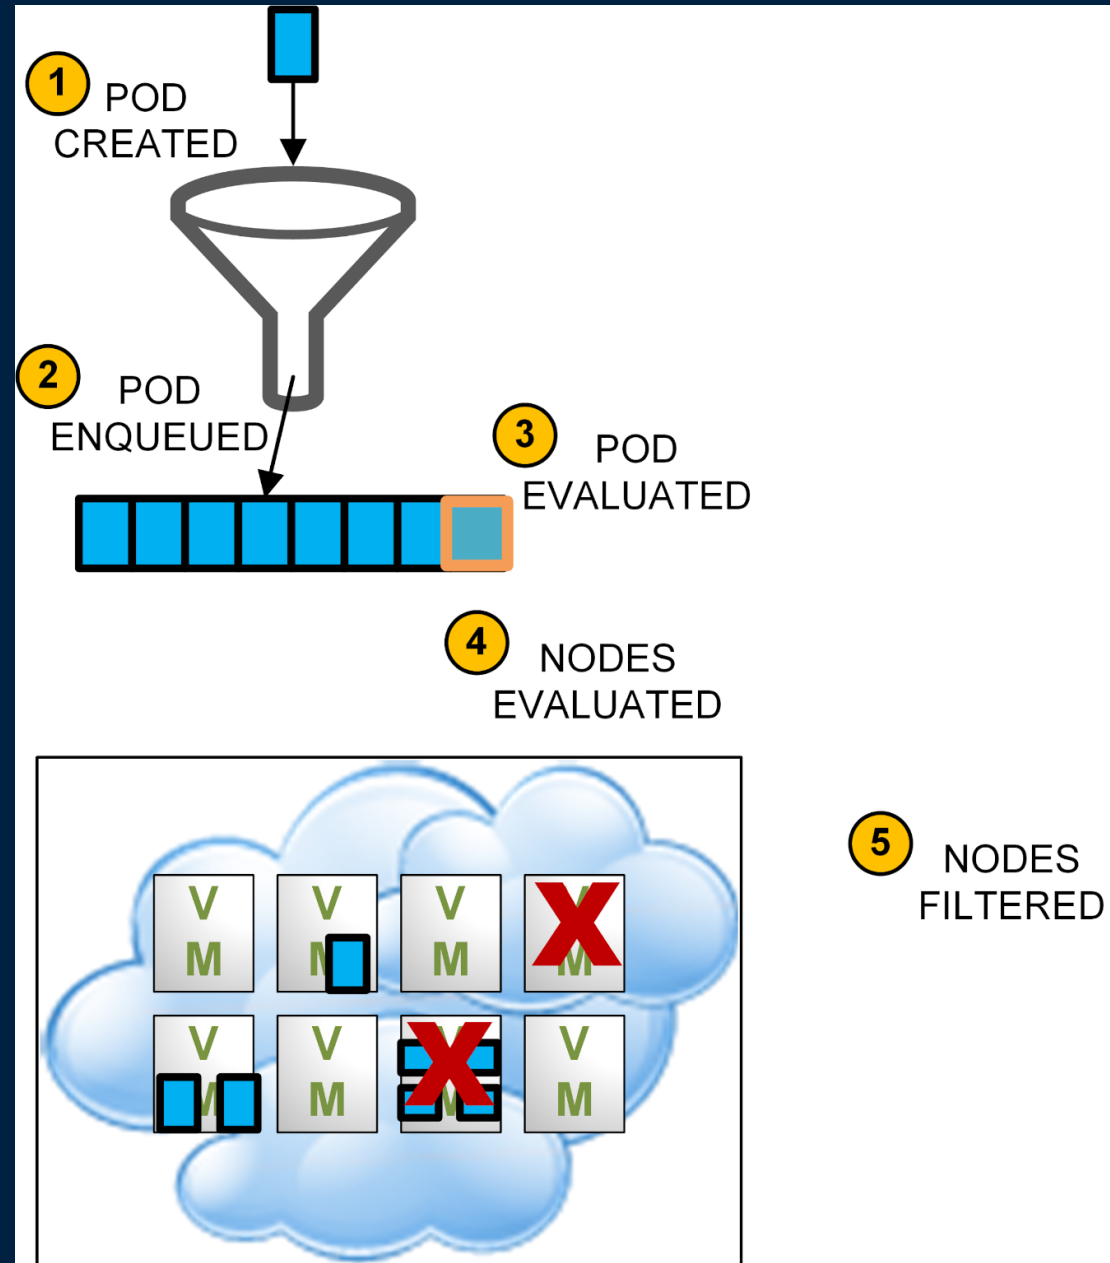 1
POD
CREATED
2
POD
ENQUEUED
3
POD
EVALUATED
4
NODES
EVALUATED
5
NODES
FILTERED
V
M
V
M
V
M
V
M
V
M
V
M
V
M
V
M